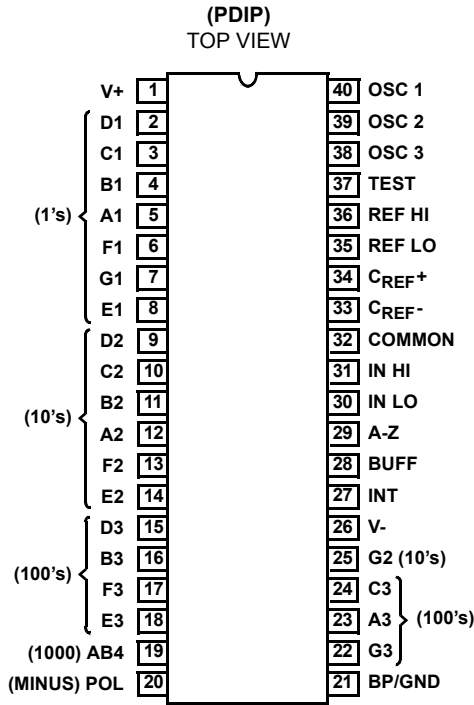 (PDIP)
TOP VIEW
V+ 1 40 OSC 1
D1 2 39 OSC 2
C1 3 38 OSC 3
B1 4 37 TEST
(1's) A1 5 36 REF HI
F1 6 35 REF LO
G1 7 34 CREF+
E1 8 33 CREF-
D2 9 32 COMMON
C2 10 31 IN HI
B2 11 30 IN LO
(10's) A2 12 29 A-Z
F2 13 28 BUFF
E2 14 27 INT
D3 15 26 V-
B3 16 25 G2 (10's)
(100's) F3 17 24 C3
E3 18 23 A3 (100's)
(1000) AB4 19 22 G3
(MINUS) POL 20 21 BP/GND